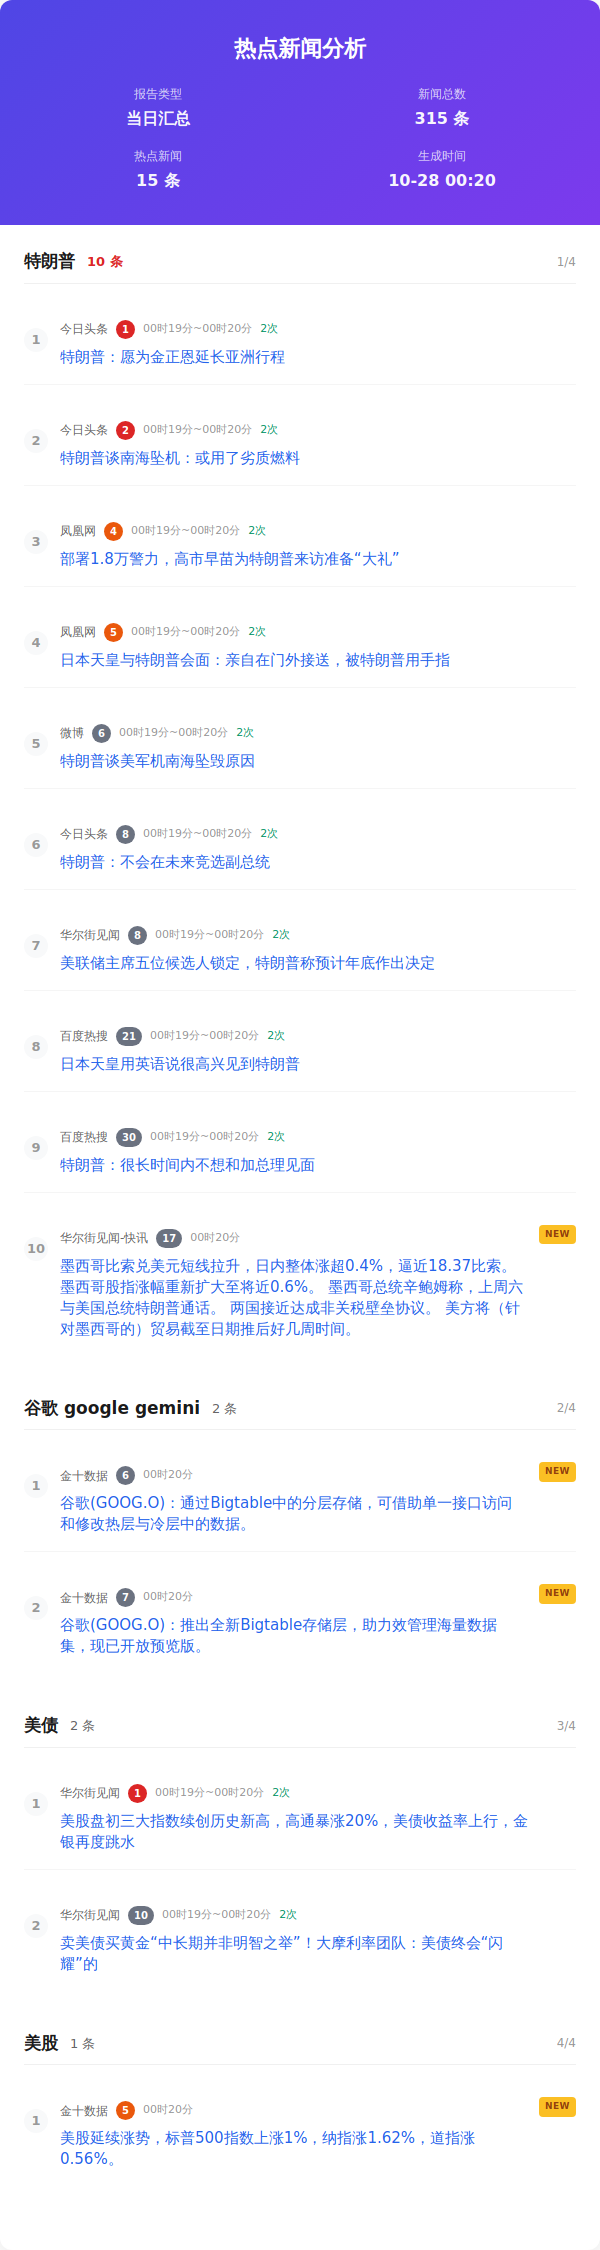 热点新闻分析
报告类型
新闻总数
当日汇总
315 条
热点新闻
生成时间
15 条
10-28 00:20
特朗普 10 条 1/4
1
今日头条 1 00时19分~00时20分 2次
特朗普：愿为金正恩延长亚洲行程
2
今日头条 2 00时19分~00时20分 2次
特朗普谈南海坠机：或用了劣质燃料
3
凤凰网 4 00时19分~00时20分 2次
部署1.8万警力，高市早苗为特朗普来访准备“大礼”
4
凤凰网 5 00时19分~00时20分 2次
日本天皇与特朗普会面：亲自在门外接送，被特朗普用手指
5
微博 6 00时19分~00时20分 2次
特朗普谈美军机南海坠毁原因
6
今日头条 8 00时19分~00时20分 2次
特朗普：不会在未来竞选副总统
7
华尔街见闻 8 00时19分~00时20分 2次
美联储主席五位候选人锁定，特朗普称预计年底作出决定
8
百度热搜 21 00时19分~00时20分 2次
日本天皇用英语说很高兴见到特朗普
9
百度热搜 30 00时19分~00时20分 2次
特朗普：很长时间内不想和加总理见面
10
华尔街见闻-快讯 17 00时20分 NEW
墨西哥比索兑美元短线拉升，日内整体涨超0.4%，逼近18.37比索。
墨西哥股指涨幅重新扩大至将近0.6%。 墨西哥总统辛鲍姆称，上周六
与美国总统特朗普通话。 两国接近达成非关税壁垒协议。 美方将（针
对墨西哥的）贸易截至日期推后好几周时间。
谷歌 google gemini 2 条 2/4
1
金十数据 6 00时20分 NEW
谷歌(GOOG.O)：通过Bigtable中的分层存储，可借助单一接口访问
和修改热层与冷层中的数据。
2
金十数据 7 00时20分 NEW
谷歌(GOOG.O)：推出全新Bigtable存储层，助力效管理海量数据
集，现已开放预览版。
美债 2 条 3/4
1
华尔街见闻 1 00时19分~00时20分 2次
美股盘初三大指数续创历史新高，高通暴涨20%，美债收益率上行，金
银再度跳水
2
华尔街见闻 10 00时19分~00时20分 2次
卖美债买黄金“中长期并非明智之举”！大摩利率团队：美债终会“闪
耀”的
美股 1 条 4/4
1
金十数据 5 00时20分 NEW
美股延续涨势，标普500指数上涨1%，纳指涨1.62%，道指涨
0.56%。